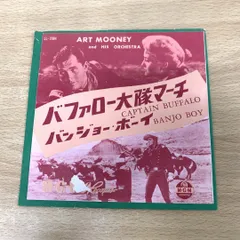 ART MOONEY
and HIS ORCHESTRA
バファロー大隊マーチ
CAPTAIN BUFFALO
バンジョー・ボーイ
BANJO BOY